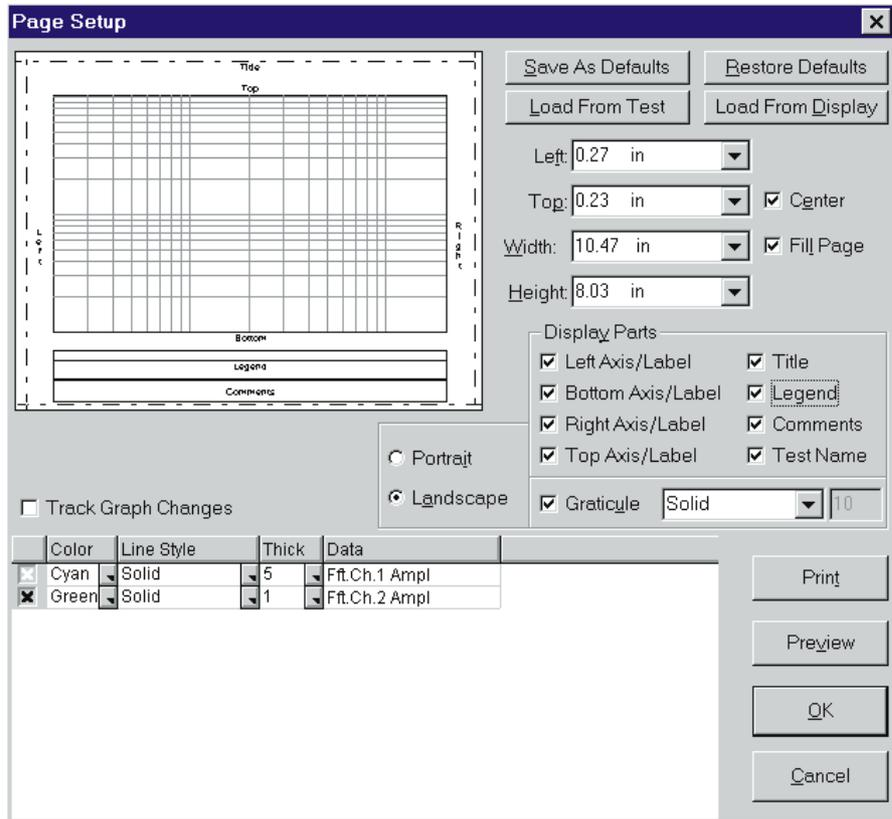 Page Setup
Title
Top
Left
Right
Bottom
Legend
Comments
Save As Defaults
Restore Defaults
Load From Test
Load From Display
Left: 0.27 in
Top: 0.23 in
Center
Width: 10.47 in
Fill Page
Height: 8.03 in
Display Parts
Left Axis/Label
Title
Bottom Axis/Label
Legend
Right Axis/Label
Comments
Top Axis/Label
Test Name
Portrait
Landscape
Graticule Solid 10
Track Graph Changes
Color Line Style Thick Data
Cyan Solid 5 Fft.Ch.1 Ampl
Green Solid 1 Fft.Ch.2 Ampl
Print
Preview
OK
Cancel